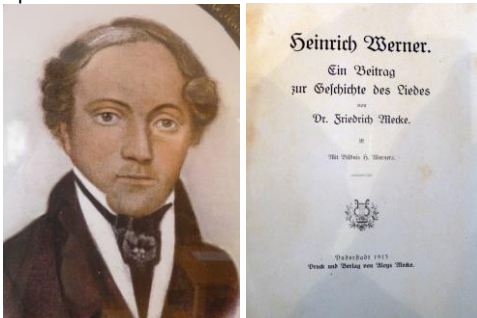 Heinrich Werner.
Ein Beitrag
zur Geschichte des Liedes
von
Dr. Friedrich Mecke.
Mit Bildnis H. Werners.
Duderstadt 1913
Druck und Verlag von Aloys Mecke.